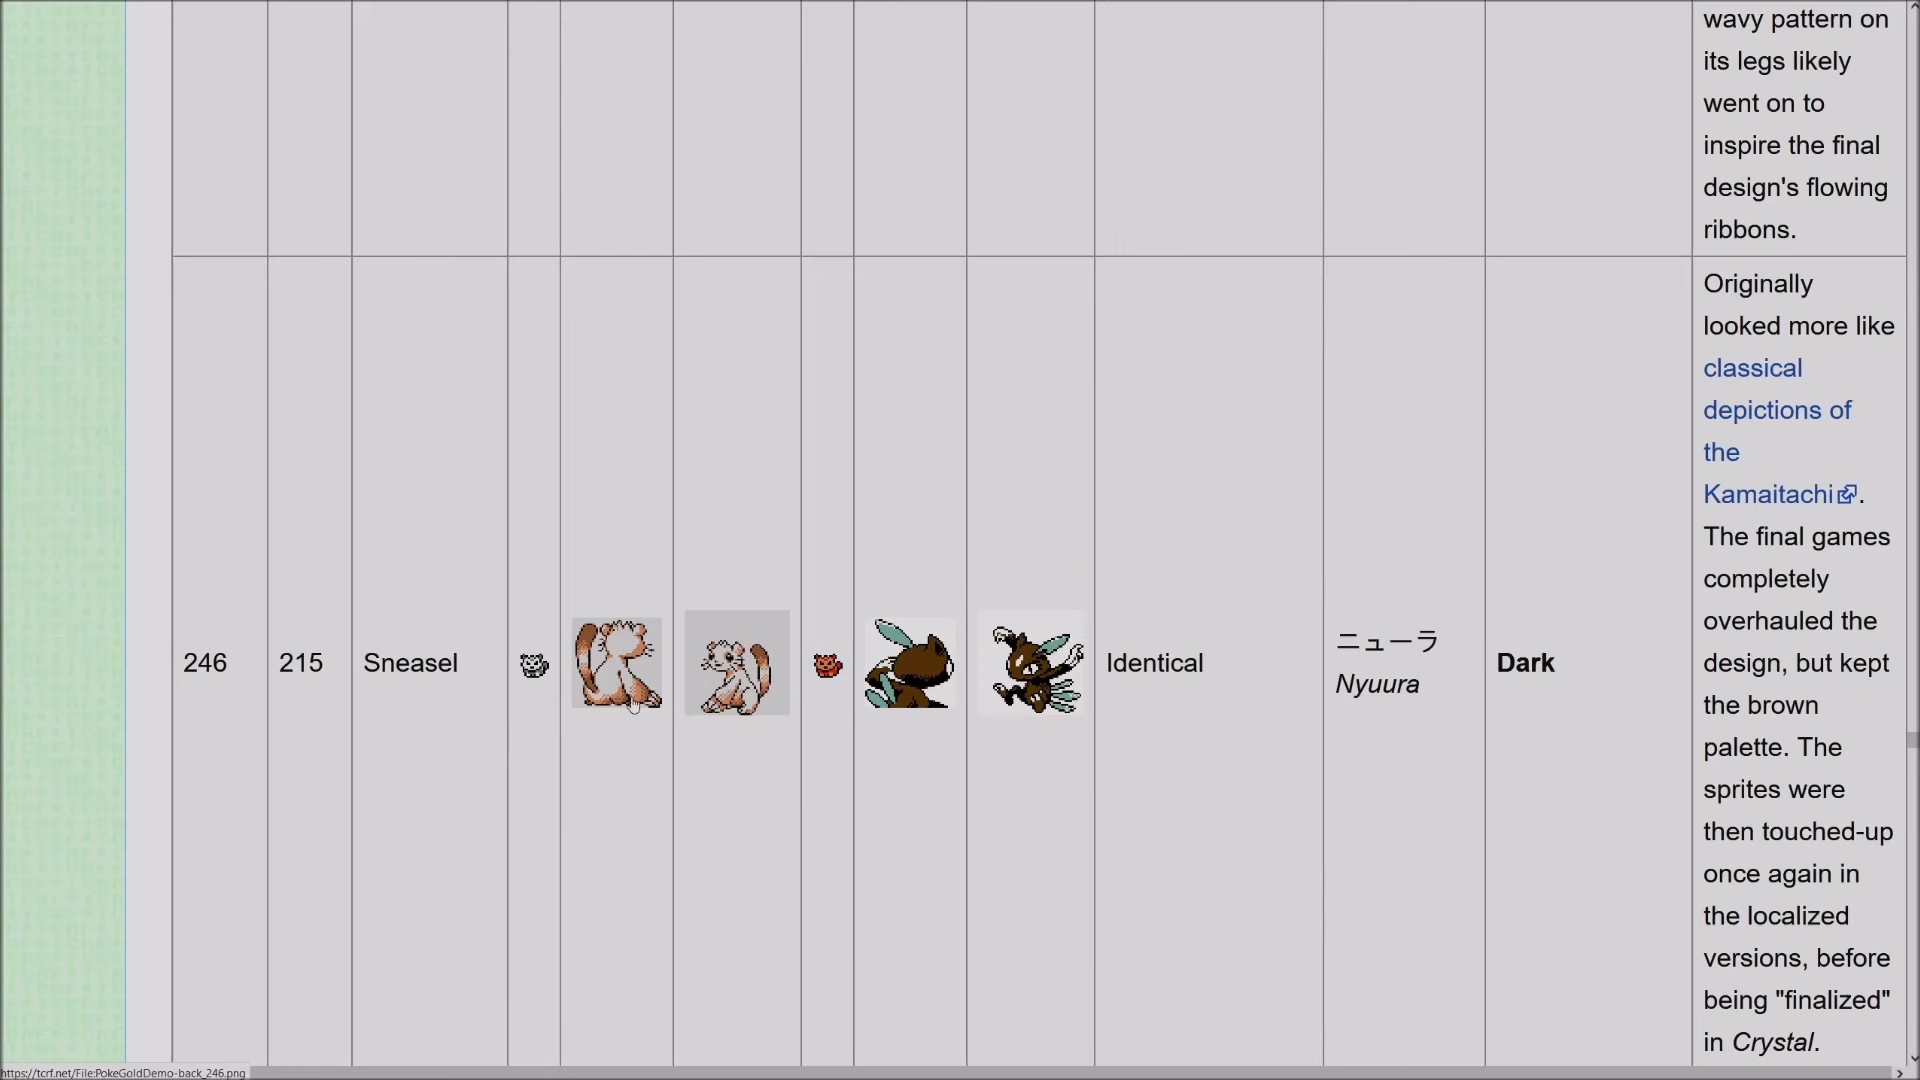 wavy pattern on
its legs likely
went on to
inspire the final
design's flowing
ribbons.
246
215
Sneasel
Identical
ニューラ
Nyuura
Dark
Originally
looked more like
classical
depictions of
the
Kamaitachi.
The final games
completely
overhauled the
design, but kept
the brown
palette. The
sprites were
then touched-up
once again in
the localized
versions, before
being "finalized"
in Crystal.
https://tcrf.net/File:PokeGoldDemo-back_246.png